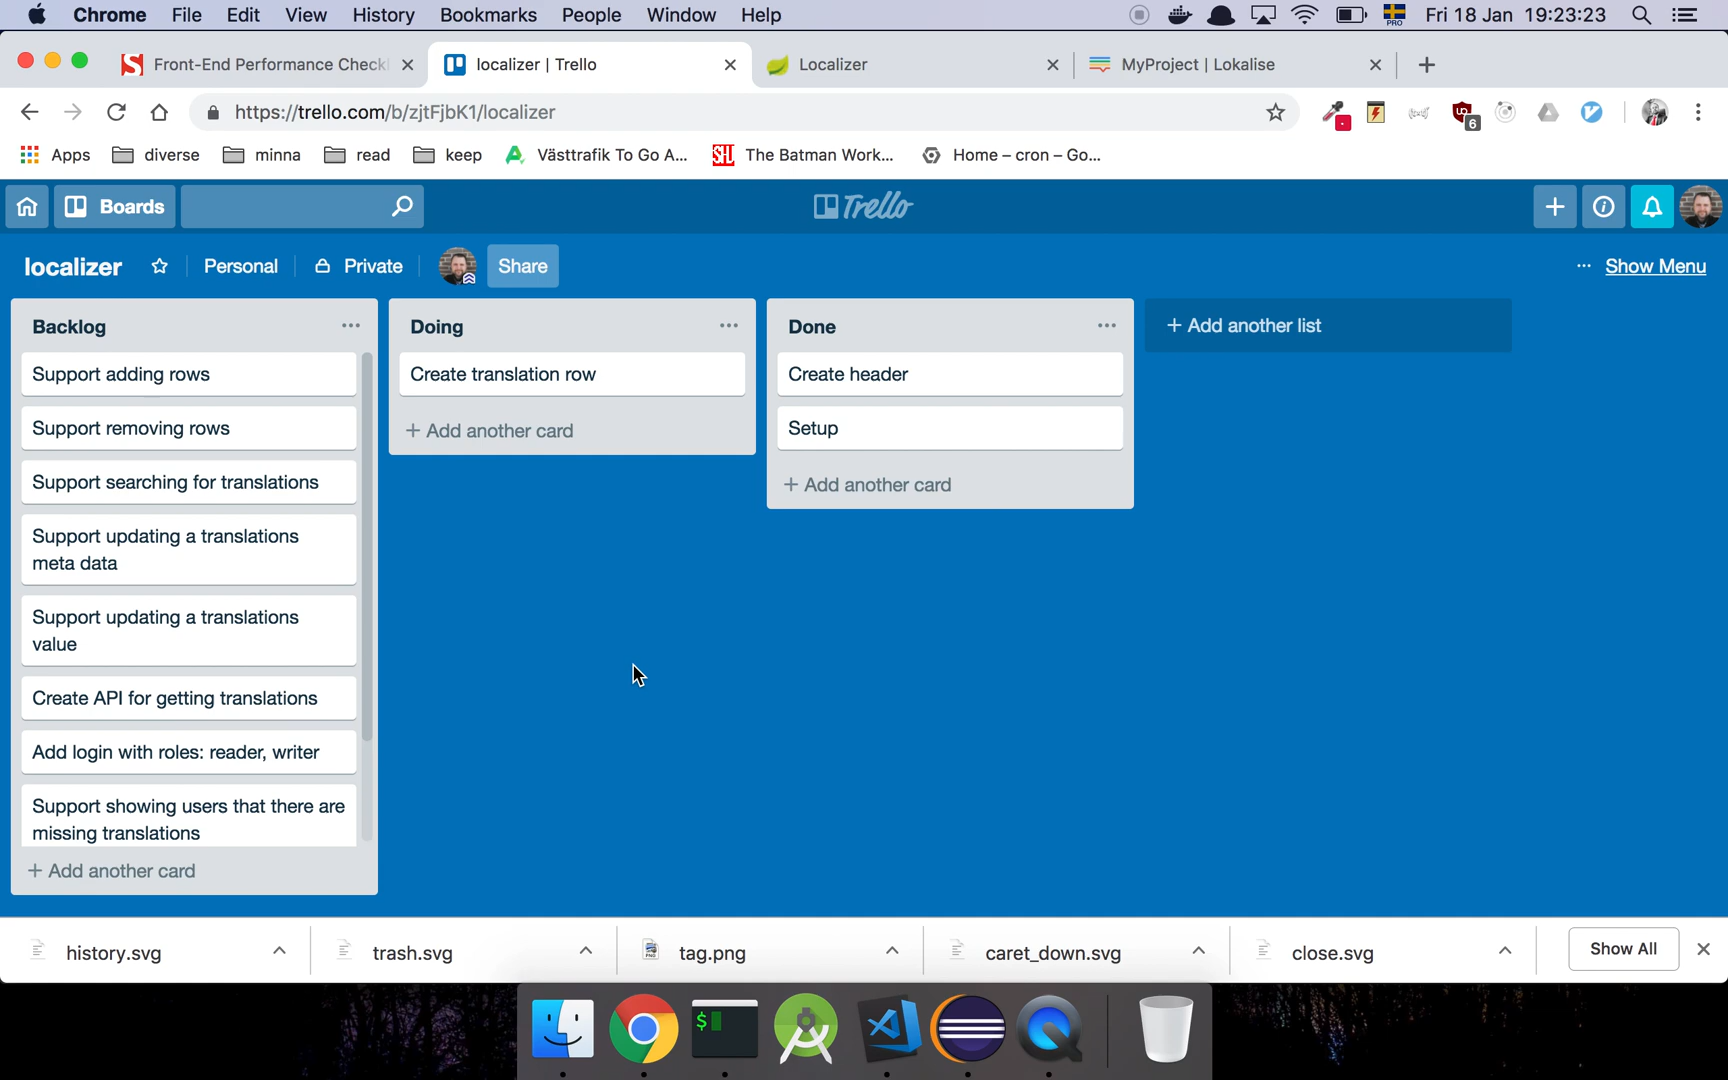 Chrome File Edit View History Bookmarks People Window Help
PRO
Fri 18 Jan 19:23:23
Front-End Performance Check
localizer | Trello
Localizer
MyProject | Lokalise
https://trello.com/b/zjtFjbK1/localizer
6
Apps diverse minna read keep Västtrafik To Go A... The Batman Work... Home – cron – Go...
Boards
Trello
localizer Personal Private Share
... Show Menu
Backlog
Support adding rows
Support removing rows
Support searching for translations
Support updating a translations
meta data
Support updating a translations
value
Create API for getting translations
Add login with roles: reader, writer
Support showing users that there are
missing translations
+ Add another card
Doing
Create translation row
+ Add another card
Done
Create header
Setup
+ Add another card
+ Add another list
history.svg
trash.svg
tag.png
caret_down.svg
close.svg
Show All
$